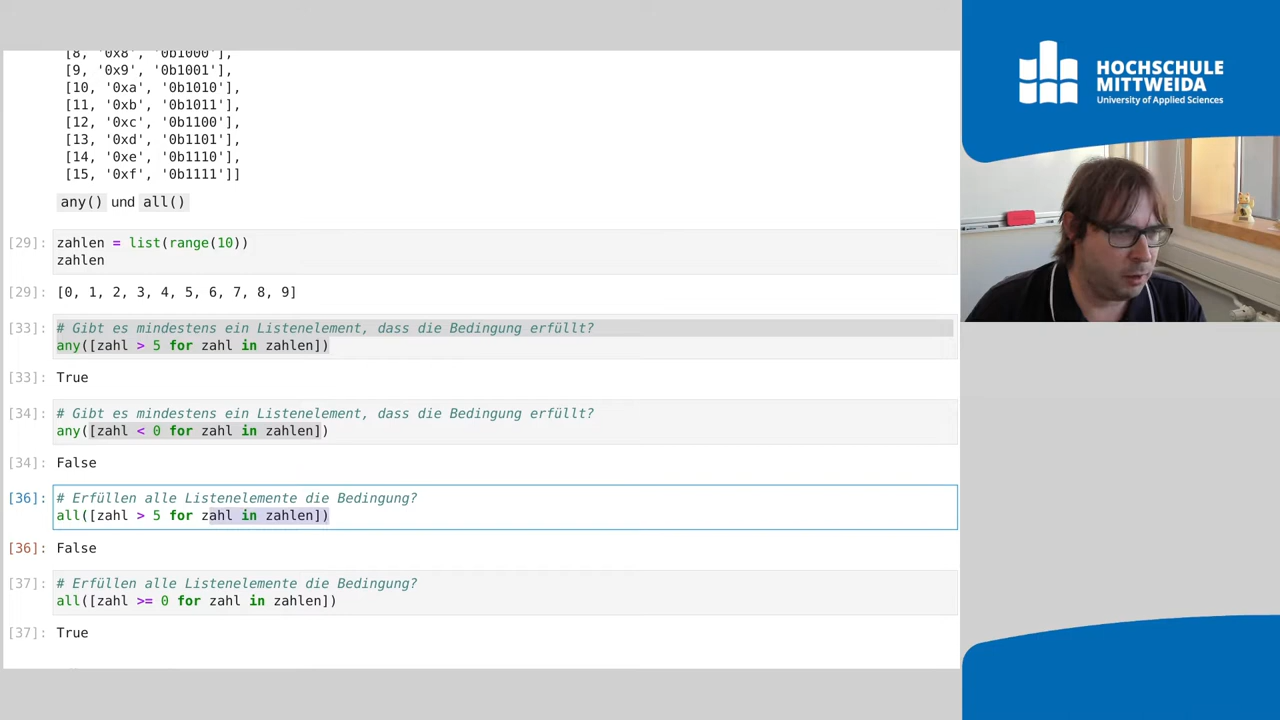 [8, '0x8', '0b1000'],
[9, '0x9', '0b1001'],
[10, '0xa', '0b1010'],
[11, '0xb', '0b1011'],
[12, '0xc', '0b1100'],
[13, '0xd', '0b1101'],
[14, '0xe', '0b1110'],
[15, '0xf', '0b1111']]
any() und all()
[29]: zahlen = list(range(10))
zahlen
[29]: [0, 1, 2, 3, 4, 5, 6, 7, 8, 9]
[33]: # Gibt es mindestens ein Listenelement, dass die Bedingung erfüllt?
any([zahl > 5 for zahl in zahlen])
[33]: True
[34]: # Gibt es mindestens ein Listenelement, dass die Bedingung erfüllt?
any([zahl < 0 for zahl in zahlen])
[34]: False
[36]: # Erfüllen alle Listenelemente die Bedingung?
all([zahl > 5 for zahl in zahlen])
[36]: False
[37]: # Erfüllen alle Listenelemente die Bedingung?
all([zahl >= 0 for zahl in zahlen])
[37]: True
HOCHSCHULE
MITTWEIDA
University of Applied Sciences